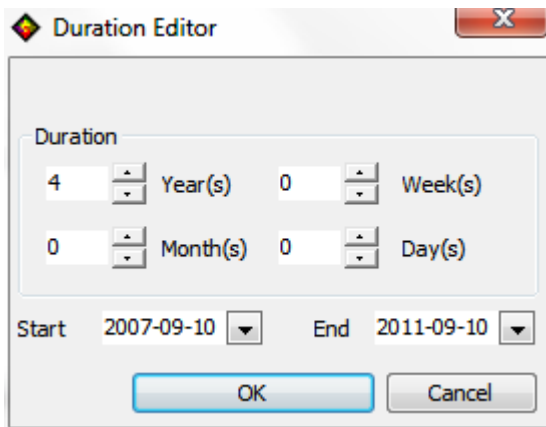 Duration Editor
Duration
4 Year(s) 0 Week(s)
0 Month(s) 0 Day(s)
Start 2007-09-10 End 2011-09-10
OK Cancel